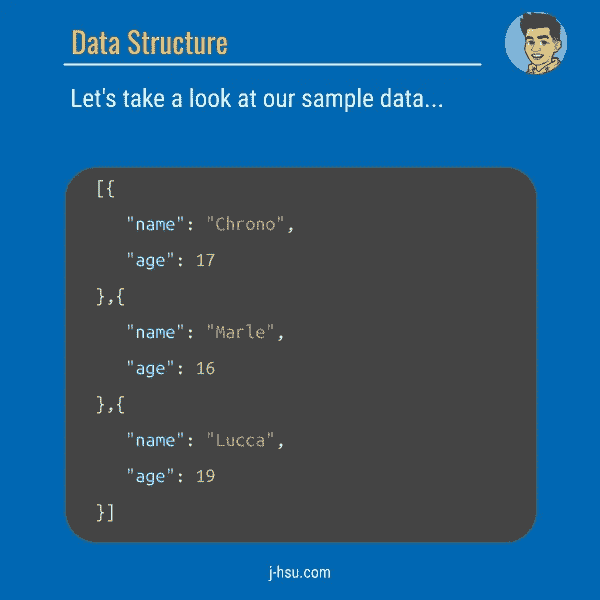 Data Structure
Let's take a look at our sample data...
[{
"name": "Chrono",
"age": 17
},{
"name": "Marle",
"age": 16
},{
"name": "Lucca",
"age": 19
}]
j-hsu.com